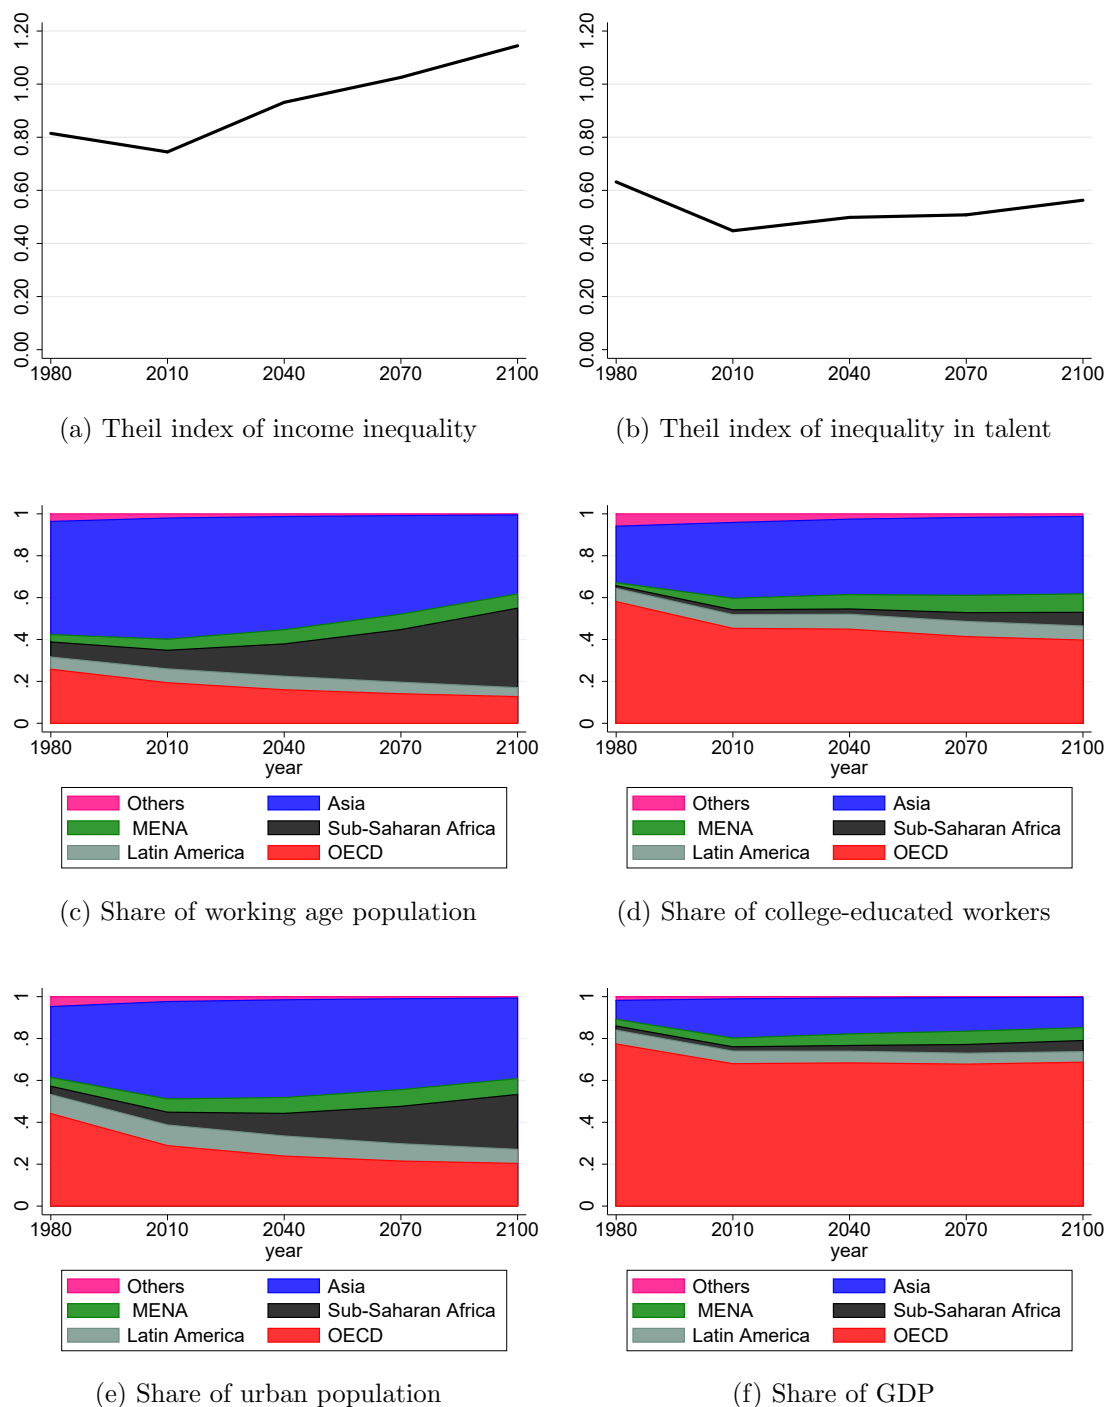 0.00 0.20 0.40 0.60 0.80 1.00 1.20
1980 2010 2040 2070 2100
(a) Theil index of income inequality
0.00 0.20 0.40 0.60 0.80 1.00 1.20
1980 2010 2040 2070 2100
(b) Theil index of inequality in talent
0 .2 .4 .6 .8 1
1980 2010 2040 2070 2100
year
Others Asia
MENA Sub-Saharan Africa
Latin America OECD
(c) Share of working age population
0 .2 .4 .6 .8 1
1980 2010 2040 2070 2100
year
Others Asia
MENA Sub-Saharan Africa
Latin America OECD
(d) Share of college-educated workers
0 .2 .4 .6 .8 1
1980 2010 2040 2070 2100
year
Others Asia
MENA Sub-Saharan Africa
Latin America OECD
(e) Share of urban population
0 .2 .4 .6 .8 1
1980 2010 2040 2070 2100
year
Others Asia
MENA Sub-Saharan Africa
Latin America OECD
(f) Share of GDP